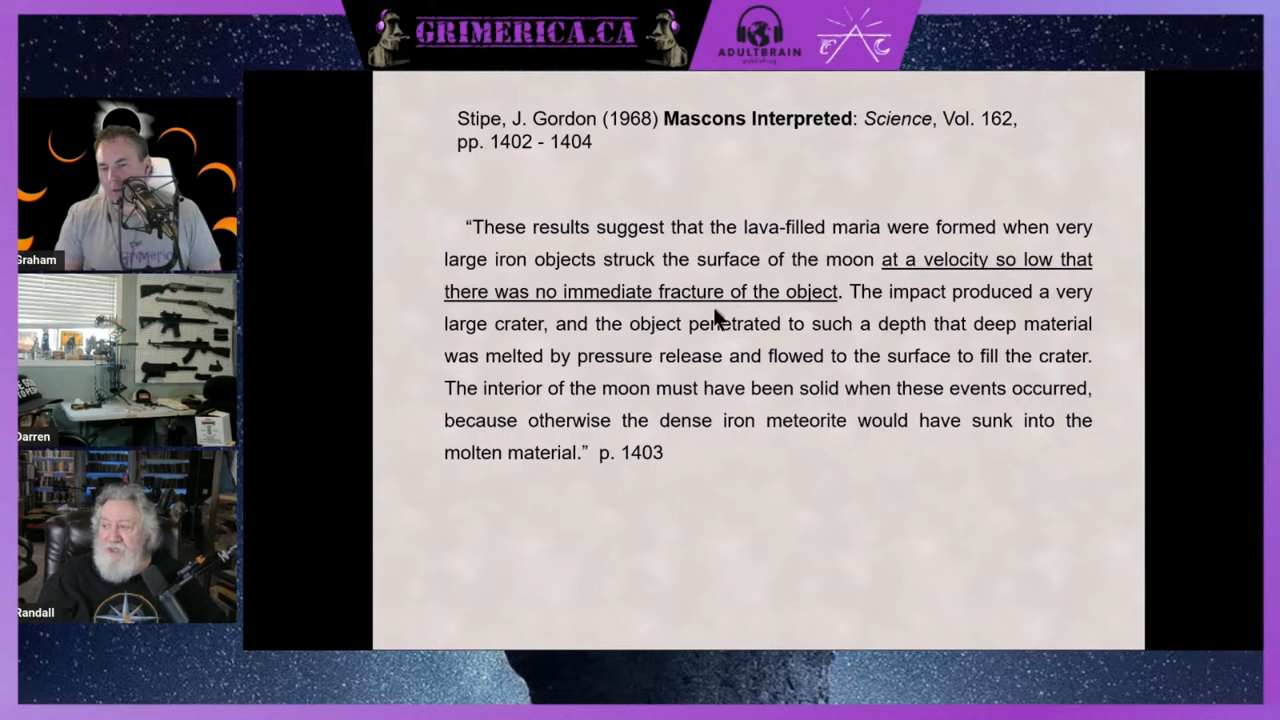 GRIMERICA.CA
ADULTBRAIN
publishing
Stipe, J. Gordon (1968) Mascons Interpreted: Science, Vol. 162,
pp. 1402 - 1404
“These results suggest that the lava-filled maria were formed when very
large iron objects struck the surface of the moon at a velocity so low that
there was no immediate fracture of the object. The impact produced a very
large crater, and the object penetrated to such a depth that deep material
was melted by pressure release and flowed to the surface to fill the crater.
The interior of the moon must have been solid when these events occurred,
because otherwise the dense iron meteorite would have sunk into the
molten material.” p. 1403
Graham
Darren
Randall